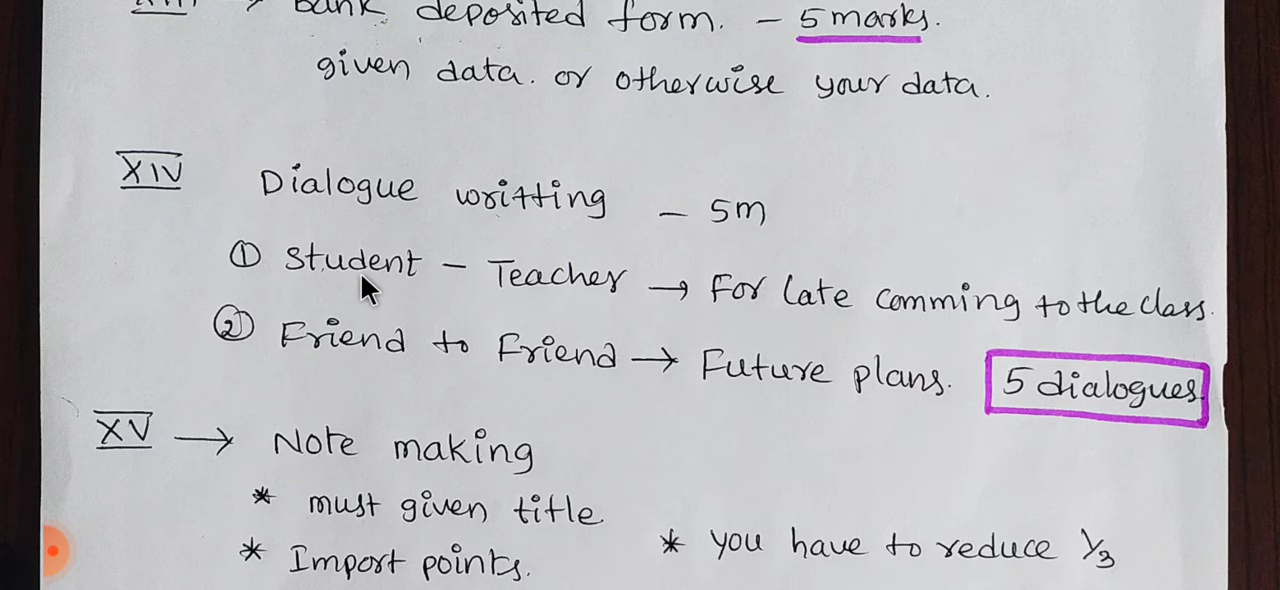 bank deposited form. - 5 marks.
given data. or otherwise your data.
XIV Dialogue writting - 5m
① Student - Teacher → For late comming to the class.
② Friend to Friend → Future plans. 5 dialogues
XV → Note making
* must given title.
* Import points. * you have to reduce 1/3